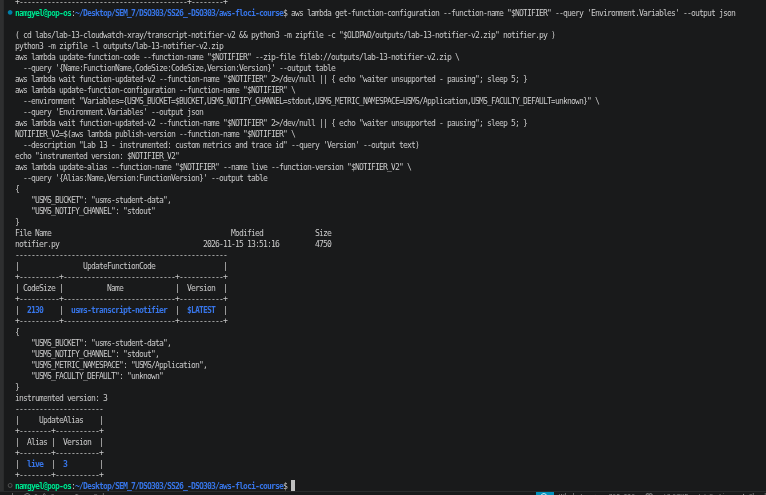 +------------------------------------------+--------+
namgyel@pop-os:~/Desktop/SEM_7/DSO303/SS26_-DSO303/aws-floci-course$ aws lambda get-function-configuration --function-name "$NOTIFIER" --query 'Environment.Variables' --output json
( cd labs/lab-13-cloudwatch-xray/transcript-notifier-v2 && python3 -m zipfile -c "$OLDPWD/outputs/lab-13-notifier-v2.zip" notifier.py )
python3 -m zipfile -l outputs/lab-13-notifier-v2.zip
aws lambda update-function-code --function-name "$NOTIFIER" --zip-file fileb://outputs/lab-13-notifier-v2.zip \
--query '{Name:FunctionName,CodeSize:CodeSize,Version:Version}' --output table
aws lambda wait function-updated-v2 --function-name "$NOTIFIER" 2>/dev/null || { echo "waiter unsupported - pausing"; sleep 5; }
aws lambda update-function-configuration --function-name "$NOTIFIER" \
--environment "Variables={USMS_BUCKET=$BUCKET,USMS_NOTIFY_CHANNEL=stdout,USMS_METRIC_NAMESPACE=USMS/Application,USMS_FACULTY_DEFAULT=unknown}" \
--query 'Environment.Variables' --output json
aws lambda wait function-updated-v2 --function-name "$NOTIFIER" 2>/dev/null || { echo "waiter unsupported - pausing"; sleep 5; }
NOTIFIER_V2=$(aws lambda publish-version --function-name "$NOTIFIER" \
--description "Lab 13 - instrumented: custom metrics and trace id" --query 'Version' --output text)
echo "instrumented version: $NOTIFIER_V2"
aws lambda update-alias --function-name "$NOTIFIER" --name live --function-version "$NOTIFIER_V2" \
--query '{Alias:Name,Version:FunctionVersion}' --output table
{
"USMS_BUCKET": "usms-student-data",
"USMS_NOTIFY_CHANNEL": "stdout"
}
File Name Modified Size
notifier.py 2026-11-15 13:51:16 4750
-----------------------------------------------------
| UpdateFunctionCode |
+----------+----------------------------+-----------+
| CodeSize | Name | Version |
+----------+----------------------------+-----------+
| 2130 | usms-transcript-notifier | $LATEST |
+----------+----------------------------+-----------+
{
"USMS_BUCKET": "usms-student-data",
"USMS_NOTIFY_CHANNEL": "stdout",
"USMS_METRIC_NAMESPACE": "USMS/Application",
"USMS_FACULTY_DEFAULT": "unknown"
}
instrumented version: 3
----------------------
| UpdateAlias |
+--------+-----------+
| Alias | Version |
+--------+-----------+
| live | 3 |
+--------+-----------+
namgyel@pop-os:~/Desktop/SEM_7/DSO303/SS26_-DSO303/aws-floci-course$